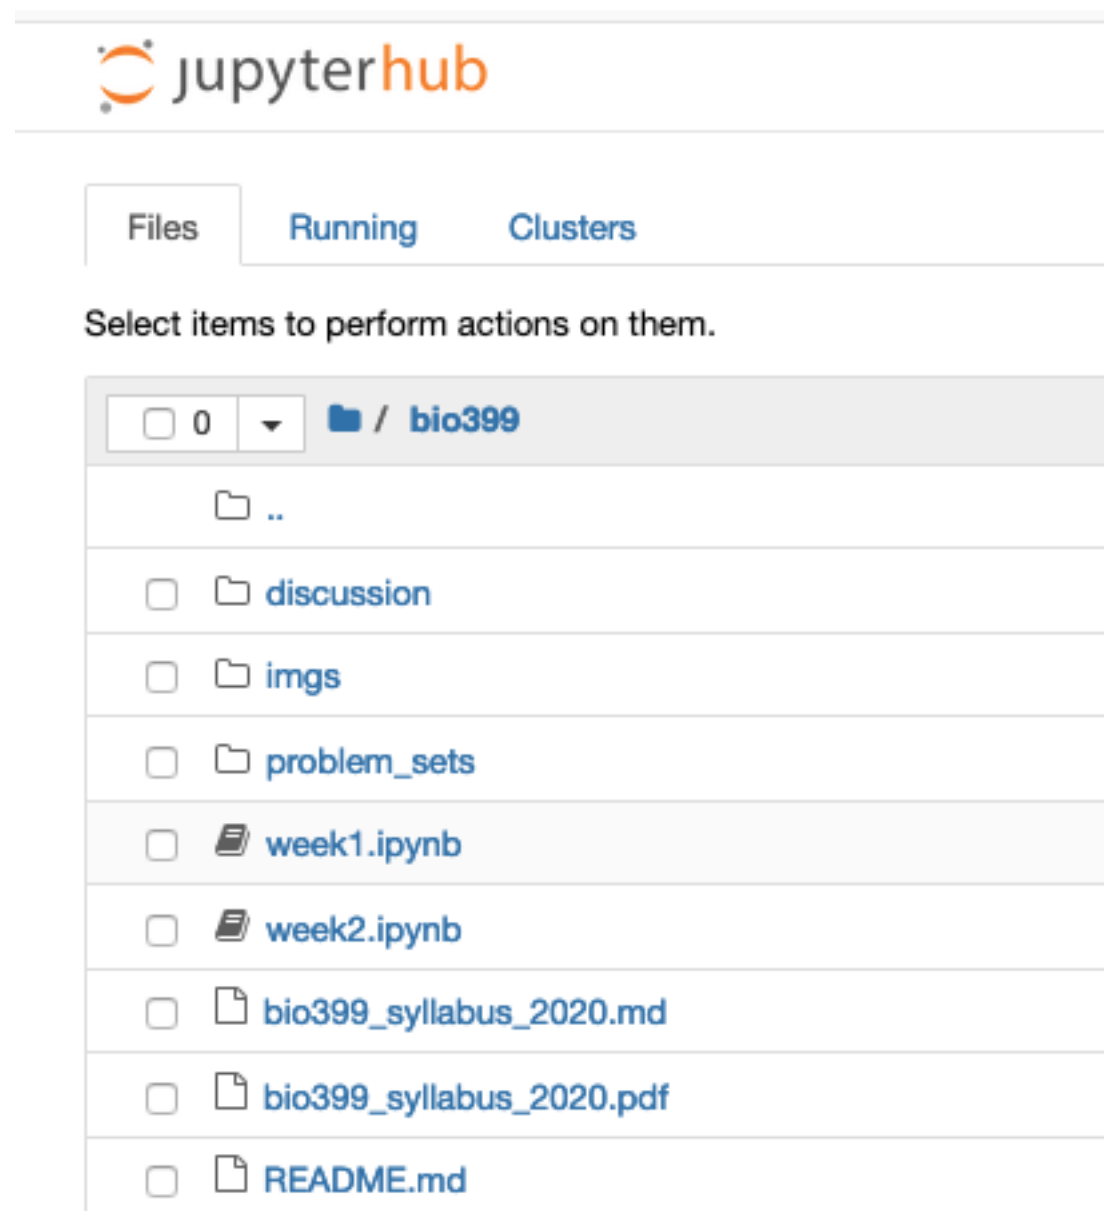 jupyterhub
Files Running Clusters
Select items to perform actions on them.
0 / bio399
..
discussion
imgs
problem_sets
week1.ipynb
week2.ipynb
bio399_syllabus_2020.md
bio399_syllabus_2020.pdf
README.md